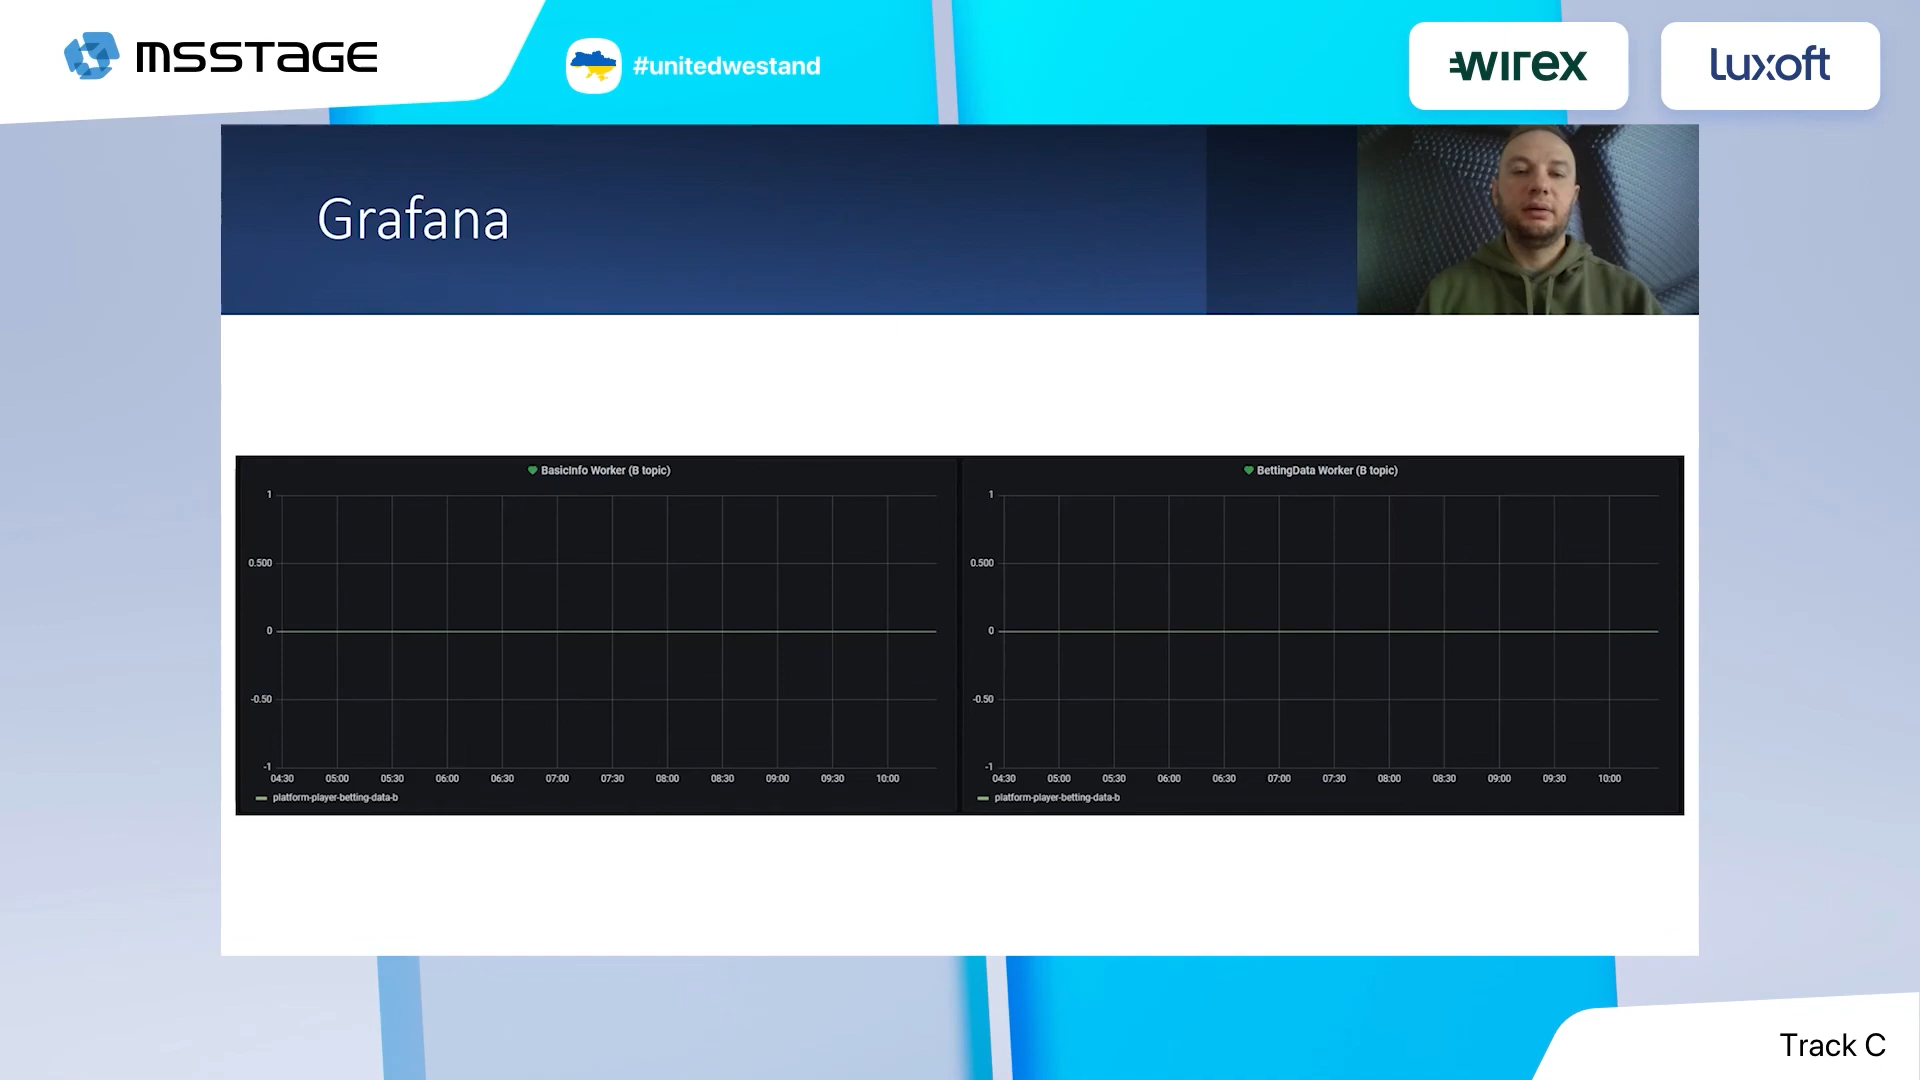 MSSTAGE
#unitedwestand
wirex
luxoft
Grafana
BasicInfo Worker (B topic)
1
0.500
0
-0.50
-1
04:30 05:00 05:30 06:00 06:30 07:00 07:30 08:00 08:30 09:00 09:30 10:00
platform-player-betting-data-b
BettingData Worker (B topic)
1
0.500
0
-0.50
-1
04:30 05:00 05:30 06:00 06:30 07:00 07:30 08:00 08:30 09:00 09:30 10:00
platform-player-betting-data-b
Track C